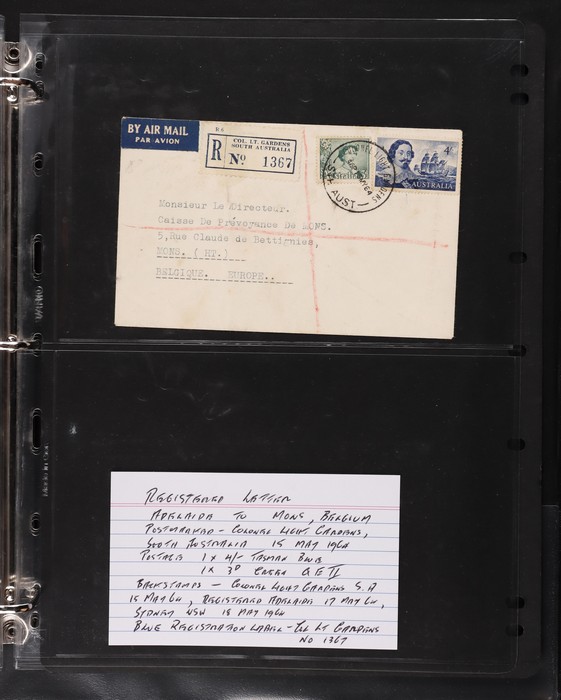 BY AIR MAIL
PAR AVION
R 6
R
COL. LT. GARDENS
SOUTH AUSTRALIA
No 1367
4/-
AUSTRALIA
AUST
Monsieur Le Directeur.
Caisse De Prévoyance De MONS.
5,Rue Claude de Bettignies,
MONS. ( HT.)
BELGIQUE. EUROPE..
REGISTERED LETTER
ADELAIDE TO MONS, BELGIUM
POSTMARKED - COLONEL LIGHT GARDENS,
SOUTH AUSTRALIA 15 MAY 1964
POSTAGE 1 X 4/- TASMAN BLUE
1 X 3D GREEN Q E II
BACKSTAMPS - COLONEL LIGHT GARDENS S.A
15 MAY 64, REGISTERED ADELAIDE 17 MAY 64,
SYDNEY NSW 18 MAY 1964
BLUE REGISTRATION LABEL - COL LT GARDENS
NO 1367